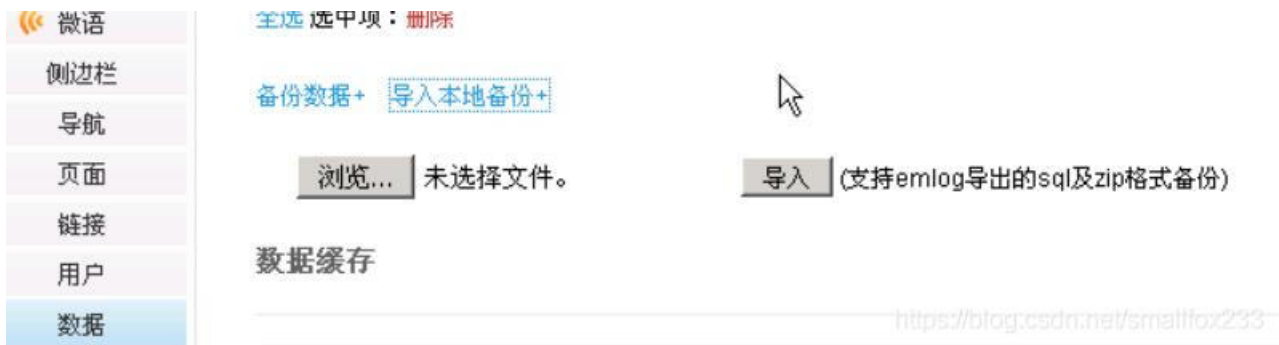 微语
全选 选中项：删除
侧边栏
备份数据+ 导入本地备份+
导航
页面
浏览... 未选择文件。 导入 (支持emlog导出的sql及zip格式备份)
链接
数据缓存
用户
数据
https://blog.csdn.net/smallfox233